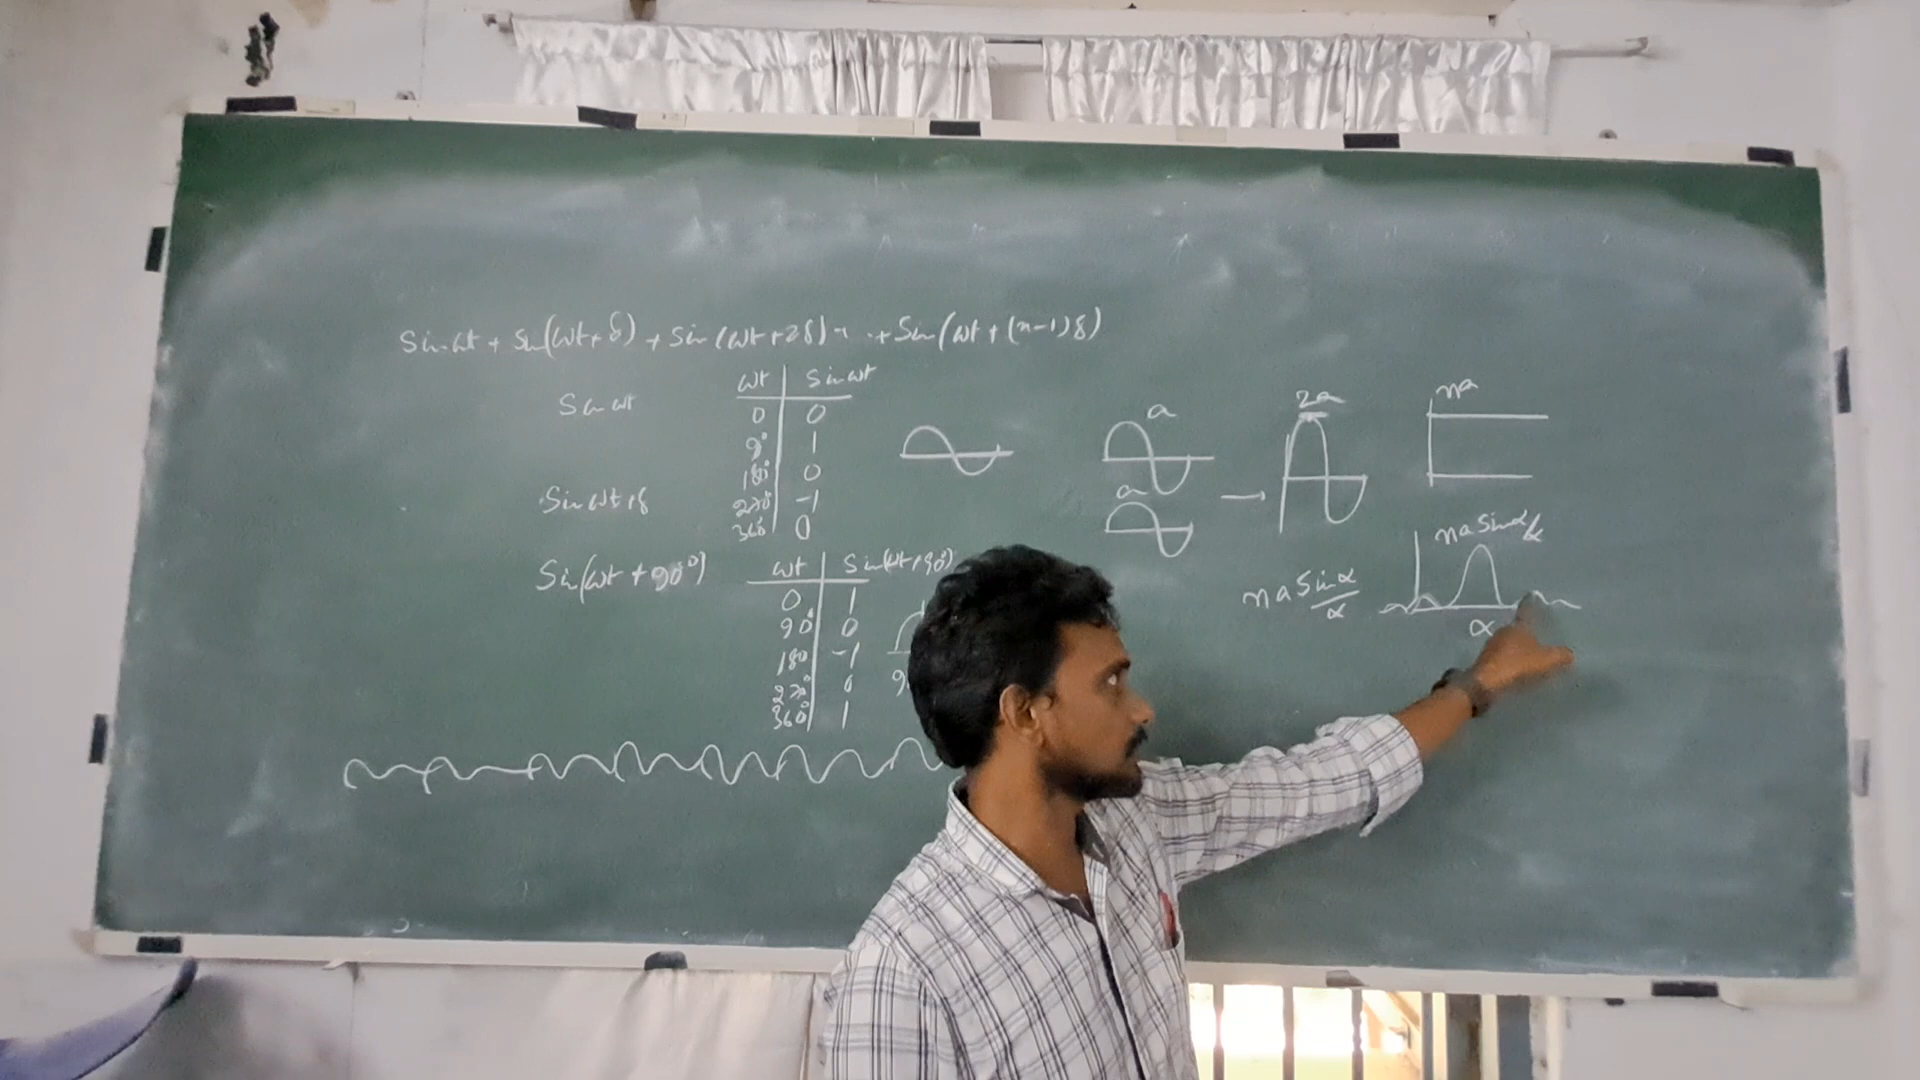 Sin ωt + Sin(ωt+δ) + Sin(ωt+2δ)+ ..+ Sin(ωt+(n-1)δ)
Sin ωt
ωt | Sin ωt
0 | 0
90° | 1
180° | 0
270° | -1
360° | 0
Sin ωt+δ
Sin(ωt+90°)
ωt | Sin(ωt+90°)
0 | 1
90° | 0
180 | -1
270° | 0
360° | 1
a
a
2a
na
na Sin α/α
na Sin α/α
α